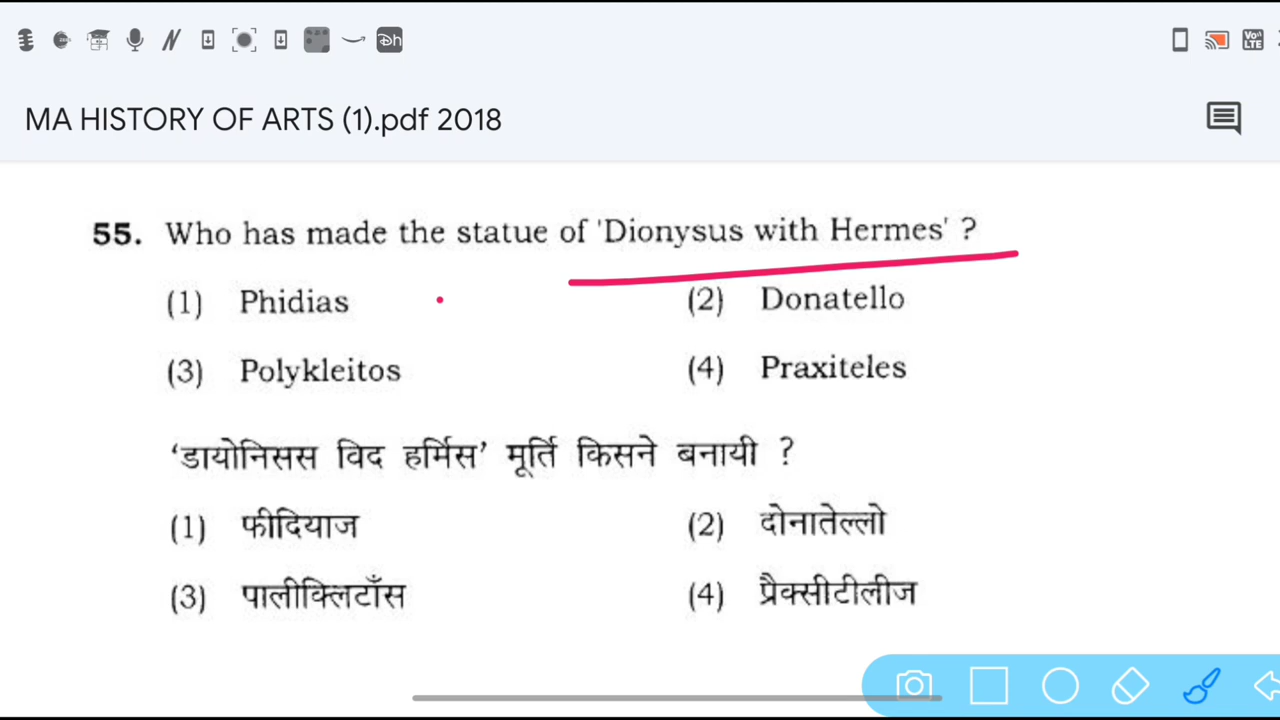 MA HISTORY OF ARTS (1).pdf 2018
55. Who has made the statue of 'Dionysus with Hermes' ?
(1) Phidias (2) Donatello
(3) Polykleitos (4) Praxiteles
‘डायोनिसस विद हर्मिस’ मूर्ति किसने बनायी ?
(1) फीदियाज (2) दोनातेल्लो
(3) पालीक्लिटाँस (4) प्रैक्सीटीलीज